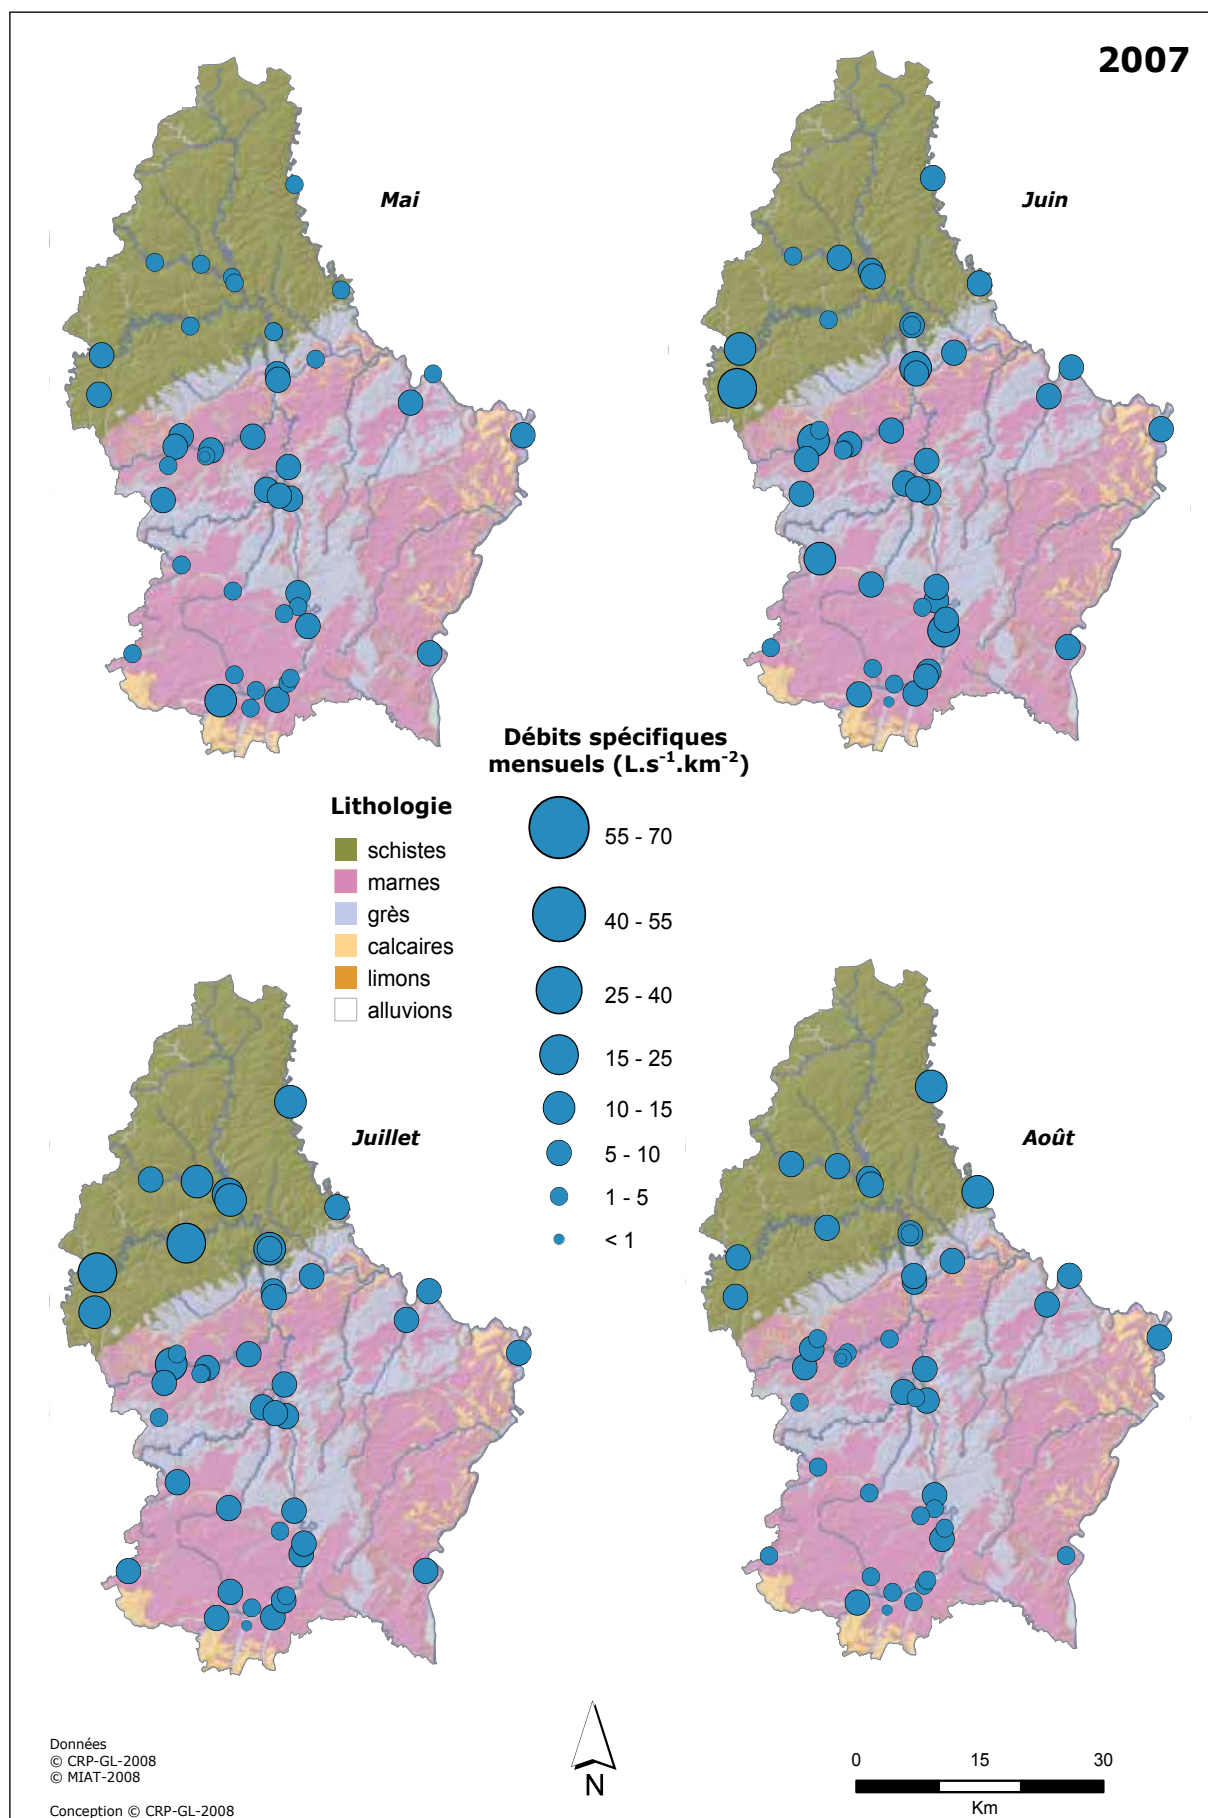 2007
Mai
Juin
Débits spécifiques
mensuels (L.s⁻¹.km⁻²)
Lithologie
schistes
marnes
grès
calcaires
limons
alluvions
55 - 70
40 - 55
25 - 40
15 - 25
10 - 15
5 - 10
1 - 5
< 1
Juillet
Août
Données
© CRP-GL-2008
© MIAT-2008
Conception © CRP-GL-2008
N
0 15 30
Km